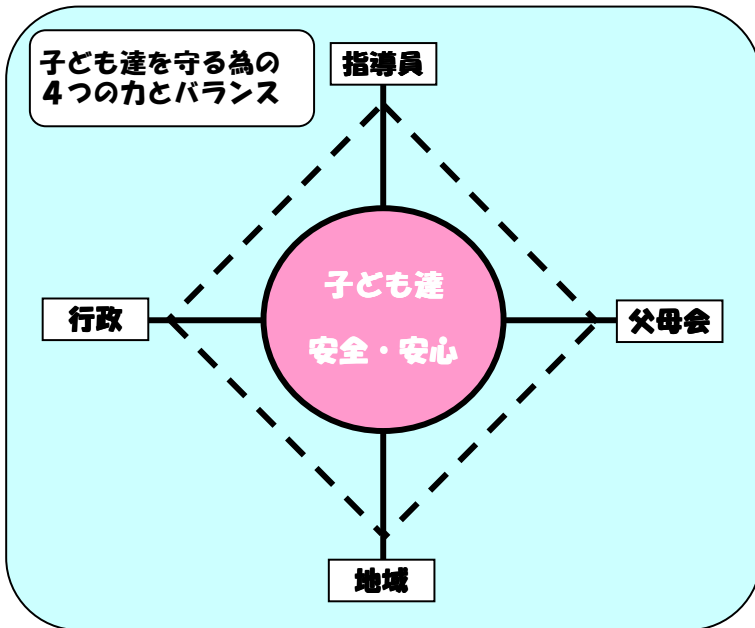 子ども達を守る為の
４つの力とバランス
指導員
子ども達
安全・安心
行政
父母会
地域